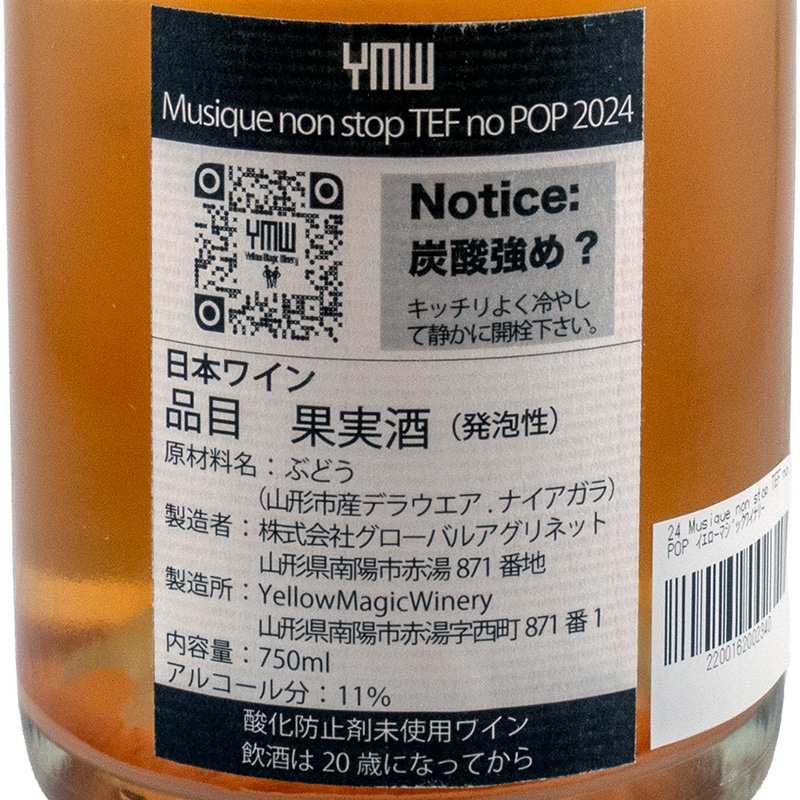 YMW
Musique non stop TEF no POP 2024
YMW
Yellow Magic Winery
Notice:
炭酸強め？
キッチリよく冷やし
て静かに開栓下さい。
日本ワイン
品目 果実酒（発泡性）
原材料名：ぶどう
（山形市産デラウエア . ナイアガラ）
製造者：株式会社グローバルアグリネット
山形県南陽市赤湯 871 番地
製造所：YellowMagicWinery
山形県南陽市赤湯字西町 871 番 1
内容量：750ml
アルコール分：11%
酸化防止剤未使用ワイン
飲酒は 20 歳になってから
24 Musique non stop TEF no
POP イエローマジックワイナリー
2200162002340